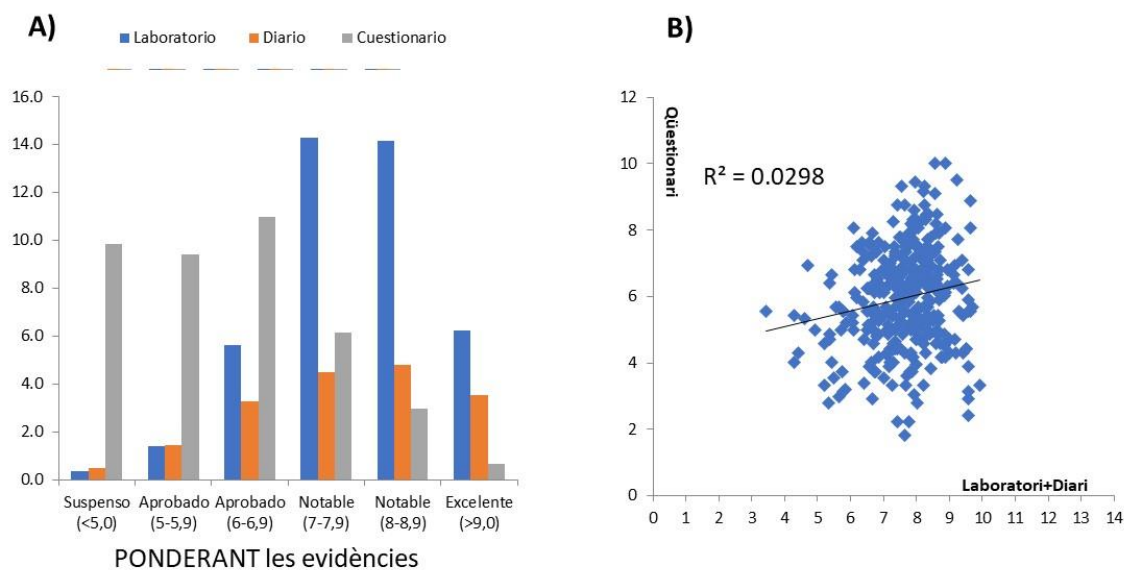 A)
Laboratorio Diario Cuestionario
16.0
14.0
12.0
10.0
8.0
6.0
4.0
2.0
0.0
Suspenso Aprobado Aprobado Notable Notable Excelente
(<5,0) (5-5,9) (6-6,9) (7-7,9) (8-8,9) (>9,0)
PONDERANT les evidències
B)
12
10
8
6
4
2
0
Qüestionari
R² = 0.0298
Laboratori+Diari
0 1 2 3 4 5 6 7 8 9 10 11 12 13 14